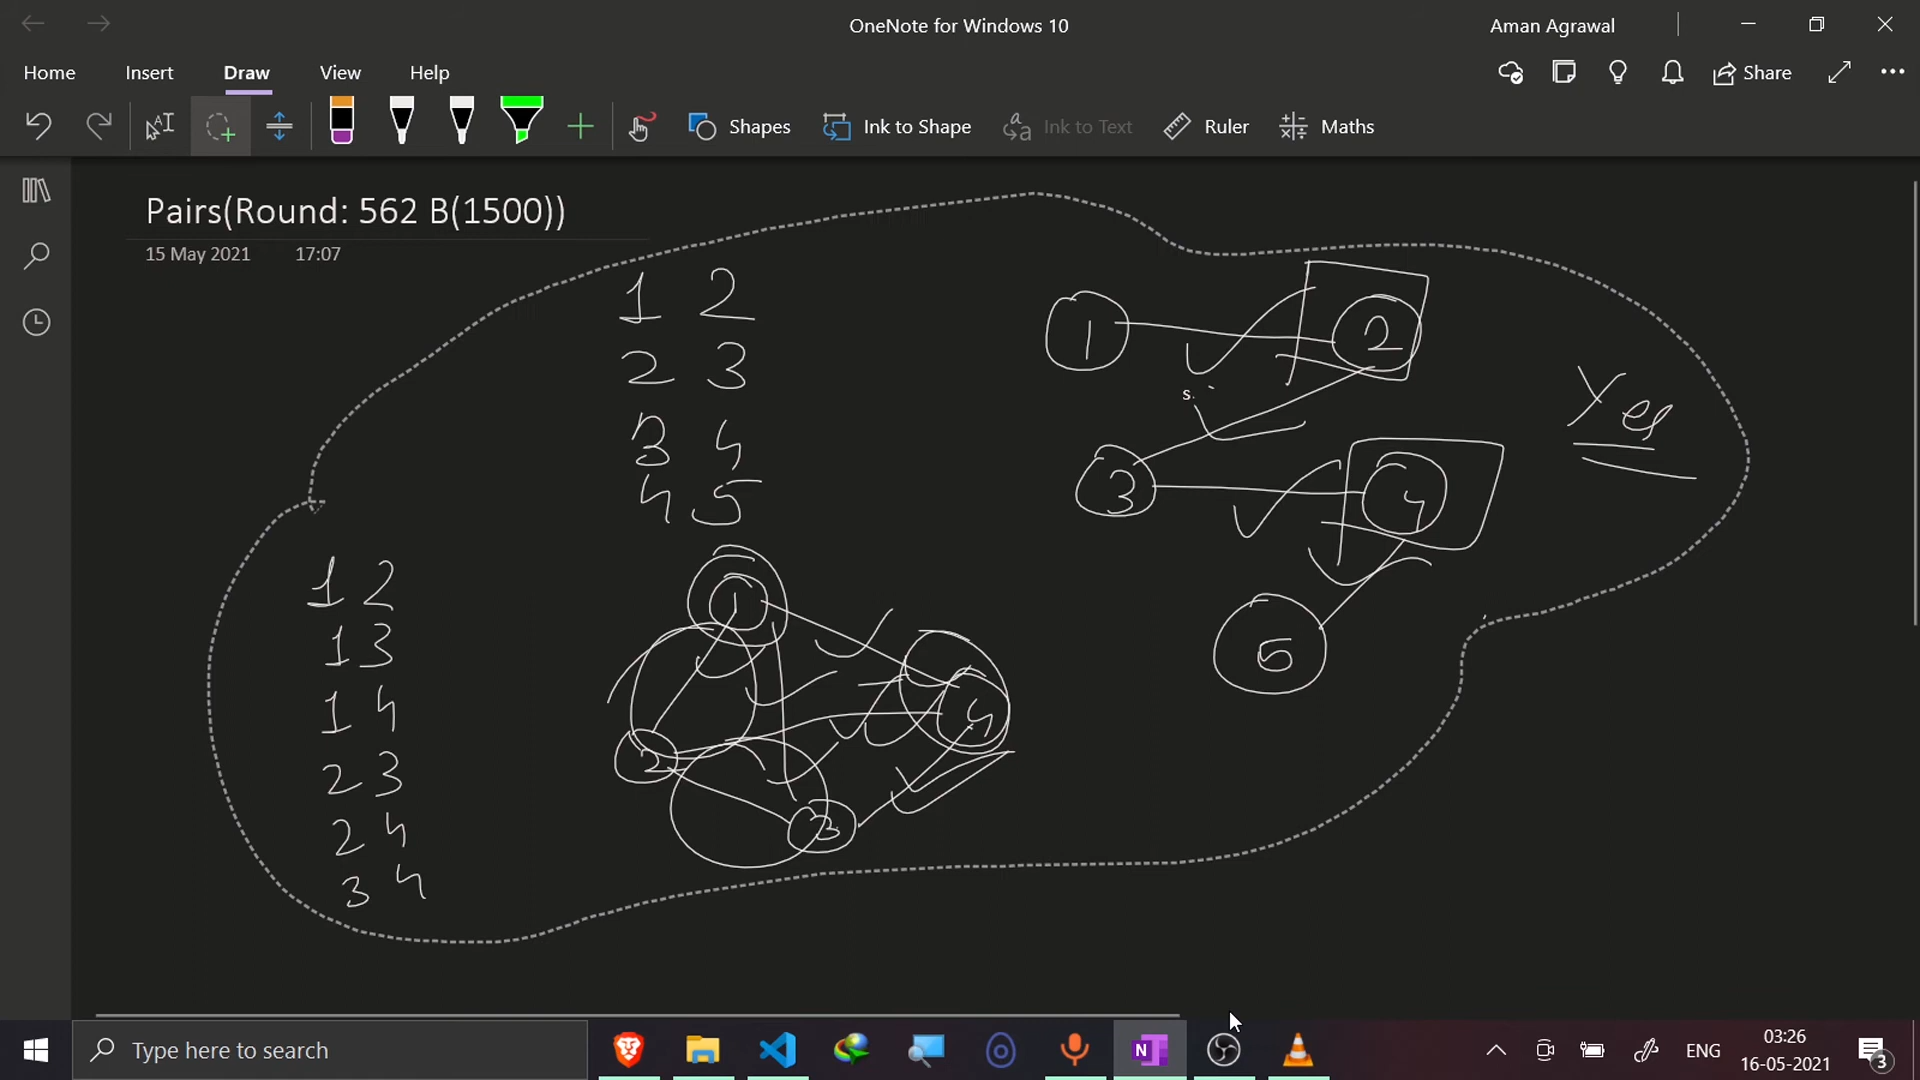 OneNote for Windows 10
Aman Agrawal
Home Insert Draw View Help
Share
Shapes Ink to Shape Ink to Text Ruler Maths
Pairs(Round: 562 B(1500))
15 May 2021 17:07
1 2
2 3
3 4
4 5
1 2
1 3
1 4
2 3
2 4
3 4
1
2
3
4
1
2
s.
3
4
5
Yes
Type here to search
N
ENG
03:26
16-05-2021
3